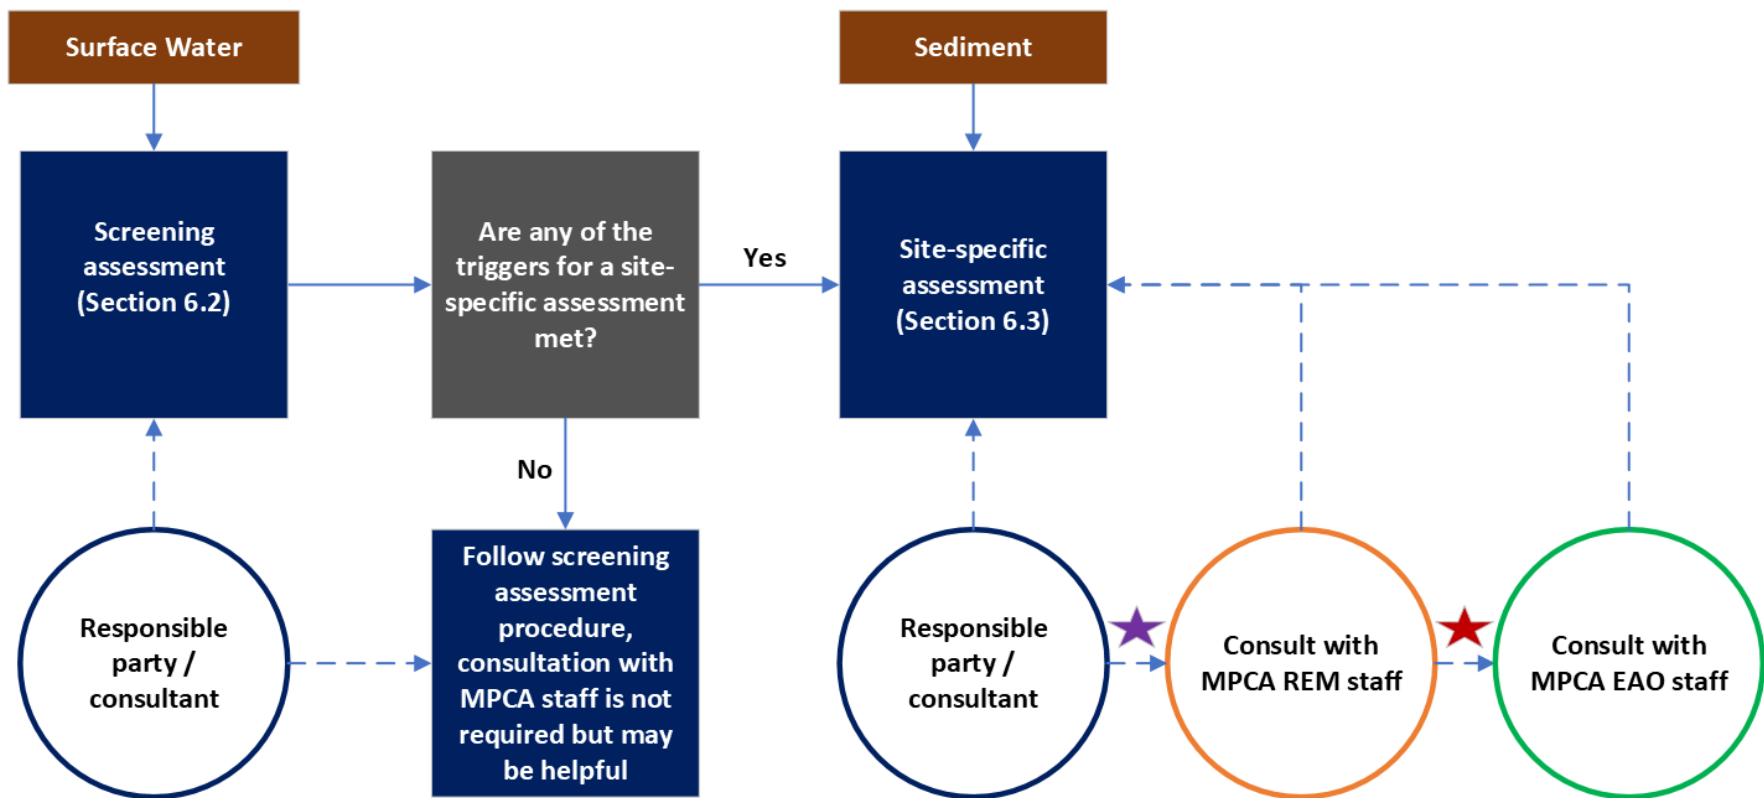 Surface Water
Sediment
Screening
assessment
(Section 6.2)
Are any of the
triggers for a site-
specific assessment
met?
Yes
Site-specific
assessment
(Section 6.3)
No
Responsible
party /
consultant
Follow screening
assessment
procedure,
consultation with
MPCA staff is not
required but may
be helpful
Responsible
party /
consultant
Consult with
MPCA REM staff
Consult with
MPCA EAO staff